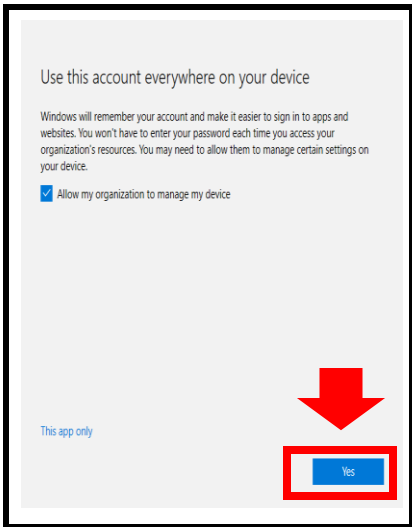 Use this account everywhere on your device
Windows will remember your account and make it easier to sign in to apps and
websites. You won't have to enter your password each time you access your
organization's resources. You may need to allow them to manage certain settings on
your device.
Allow my organization to manage my device
This app only
Yes